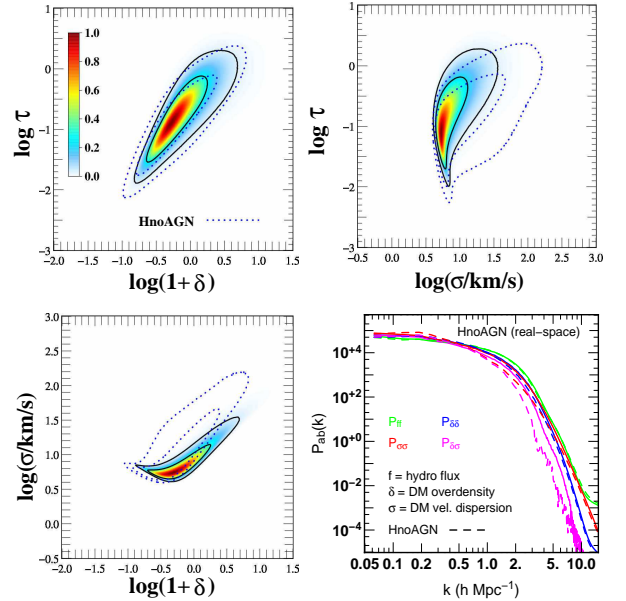 1
0
−1
−2
−3
log τ
1.0
0.8
0.6
0.4
0.2
0.0
HnoAGN
−1.5 −1.0 −0.5 0.0 0.5 1.0 1.5 2.0
log(1+ δ)
1
0
−1
−2
−3
log τ
0.0 0.5 1.0 1.5 2.0 2.5 3.0
log(σ/km/s)
3.0
2.5
2.0
1.5
1.0
0.5
0.0
log(σ/km/s)
−1.5 −1.0 −0.5 0.0 0.5 1.0 1.5 2.0
log(1+ δ)
HnoAGN (real−space)
10+4
10+2
10+0
10−2
10−4
Pab(k)
Pff Pδδ
Pσσ Pδσ
f = hydro flux
δ = DM overdensity
σ = DM vel. dispersion
HnoAGN
0.05 0.1 0.2 0.5 1.0 2. 5. 10.0
k (h Mpc−1)